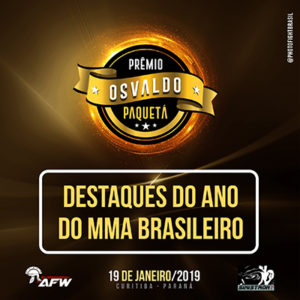 @PHOTOFIGHTBRASIL
PRÊMIO
OSVALDO
PAQUETÁ
DESTAQUES DO ANO
DO MMA BRASILEIRO
AFW
19 DE JANEIRO/2019
CURITIBA - PARANÁ